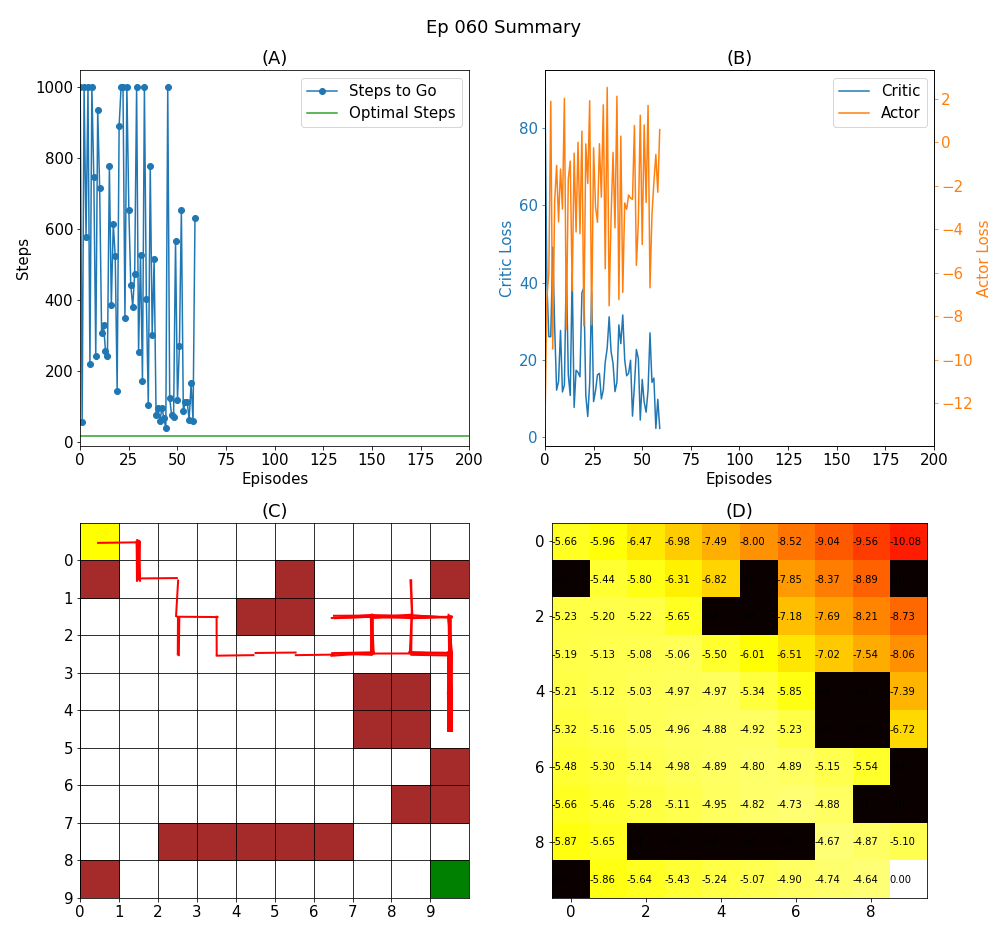 Ep 060 Summary
(A)
1000
800
600
400
200
0
Steps
Steps to Go
Optimal Steps
0 25 50 75 100 125 150 175 200
Episodes
(B)
80
60
40
20
0
Critic Loss
Critic
Actor
2
0
−2
−4
−6
−8
−10
−12
Actor Loss
0 25 50 75 100 125 150 175 200
Episodes
(C)
0
1
2
3
4
5
6
7
8
9
0 1 2 3 4 5 6 7 8 9
(D)
0 -5.66 -5.96 -6.47 -6.98 -7.49 -8.00 -8.52 -9.04 -9.56 -10.08
-5.44 -5.80 -6.31 -6.82 -7.85 -8.37 -8.89
2 -5.23 -5.20 -5.22 -5.65 -7.18 -7.69 -8.21 -8.73
-5.19 -5.13 -5.08 -5.06 -5.50 -6.01 -6.51 -7.02 -7.54 -8.06
4 -5.21 -5.12 -5.03 -4.97 -4.97 -5.34 -5.85 -7.39
-5.32 -5.16 -5.05 -4.96 -4.88 -4.92 -5.23 -6.72
6 -5.48 -5.30 -5.14 -4.98 -4.89 -4.80 -4.89 -5.15 -5.54
-5.66 -5.46 -5.28 -5.11 -4.95 -4.82 -4.73 -4.88
8 -5.87 -5.65 -4.67 -4.87 -5.10
-5.86 -5.64 -5.43 -5.24 -5.07 -4.90 -4.74 -4.64 0.00
0 2 4 6 8